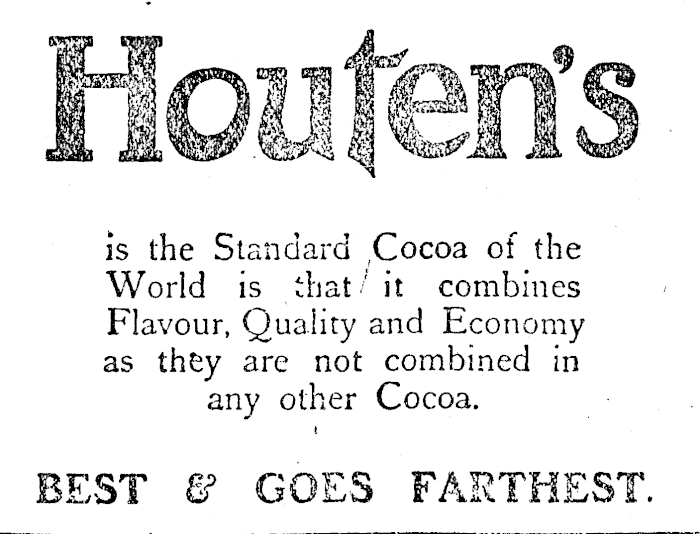 Houten's
is the Standard Cocoa of the
World is that it combines
Flavour, Quality and Economy
as they are not combined in
any other Cocoa.
BEST & GOES FARTHEST.